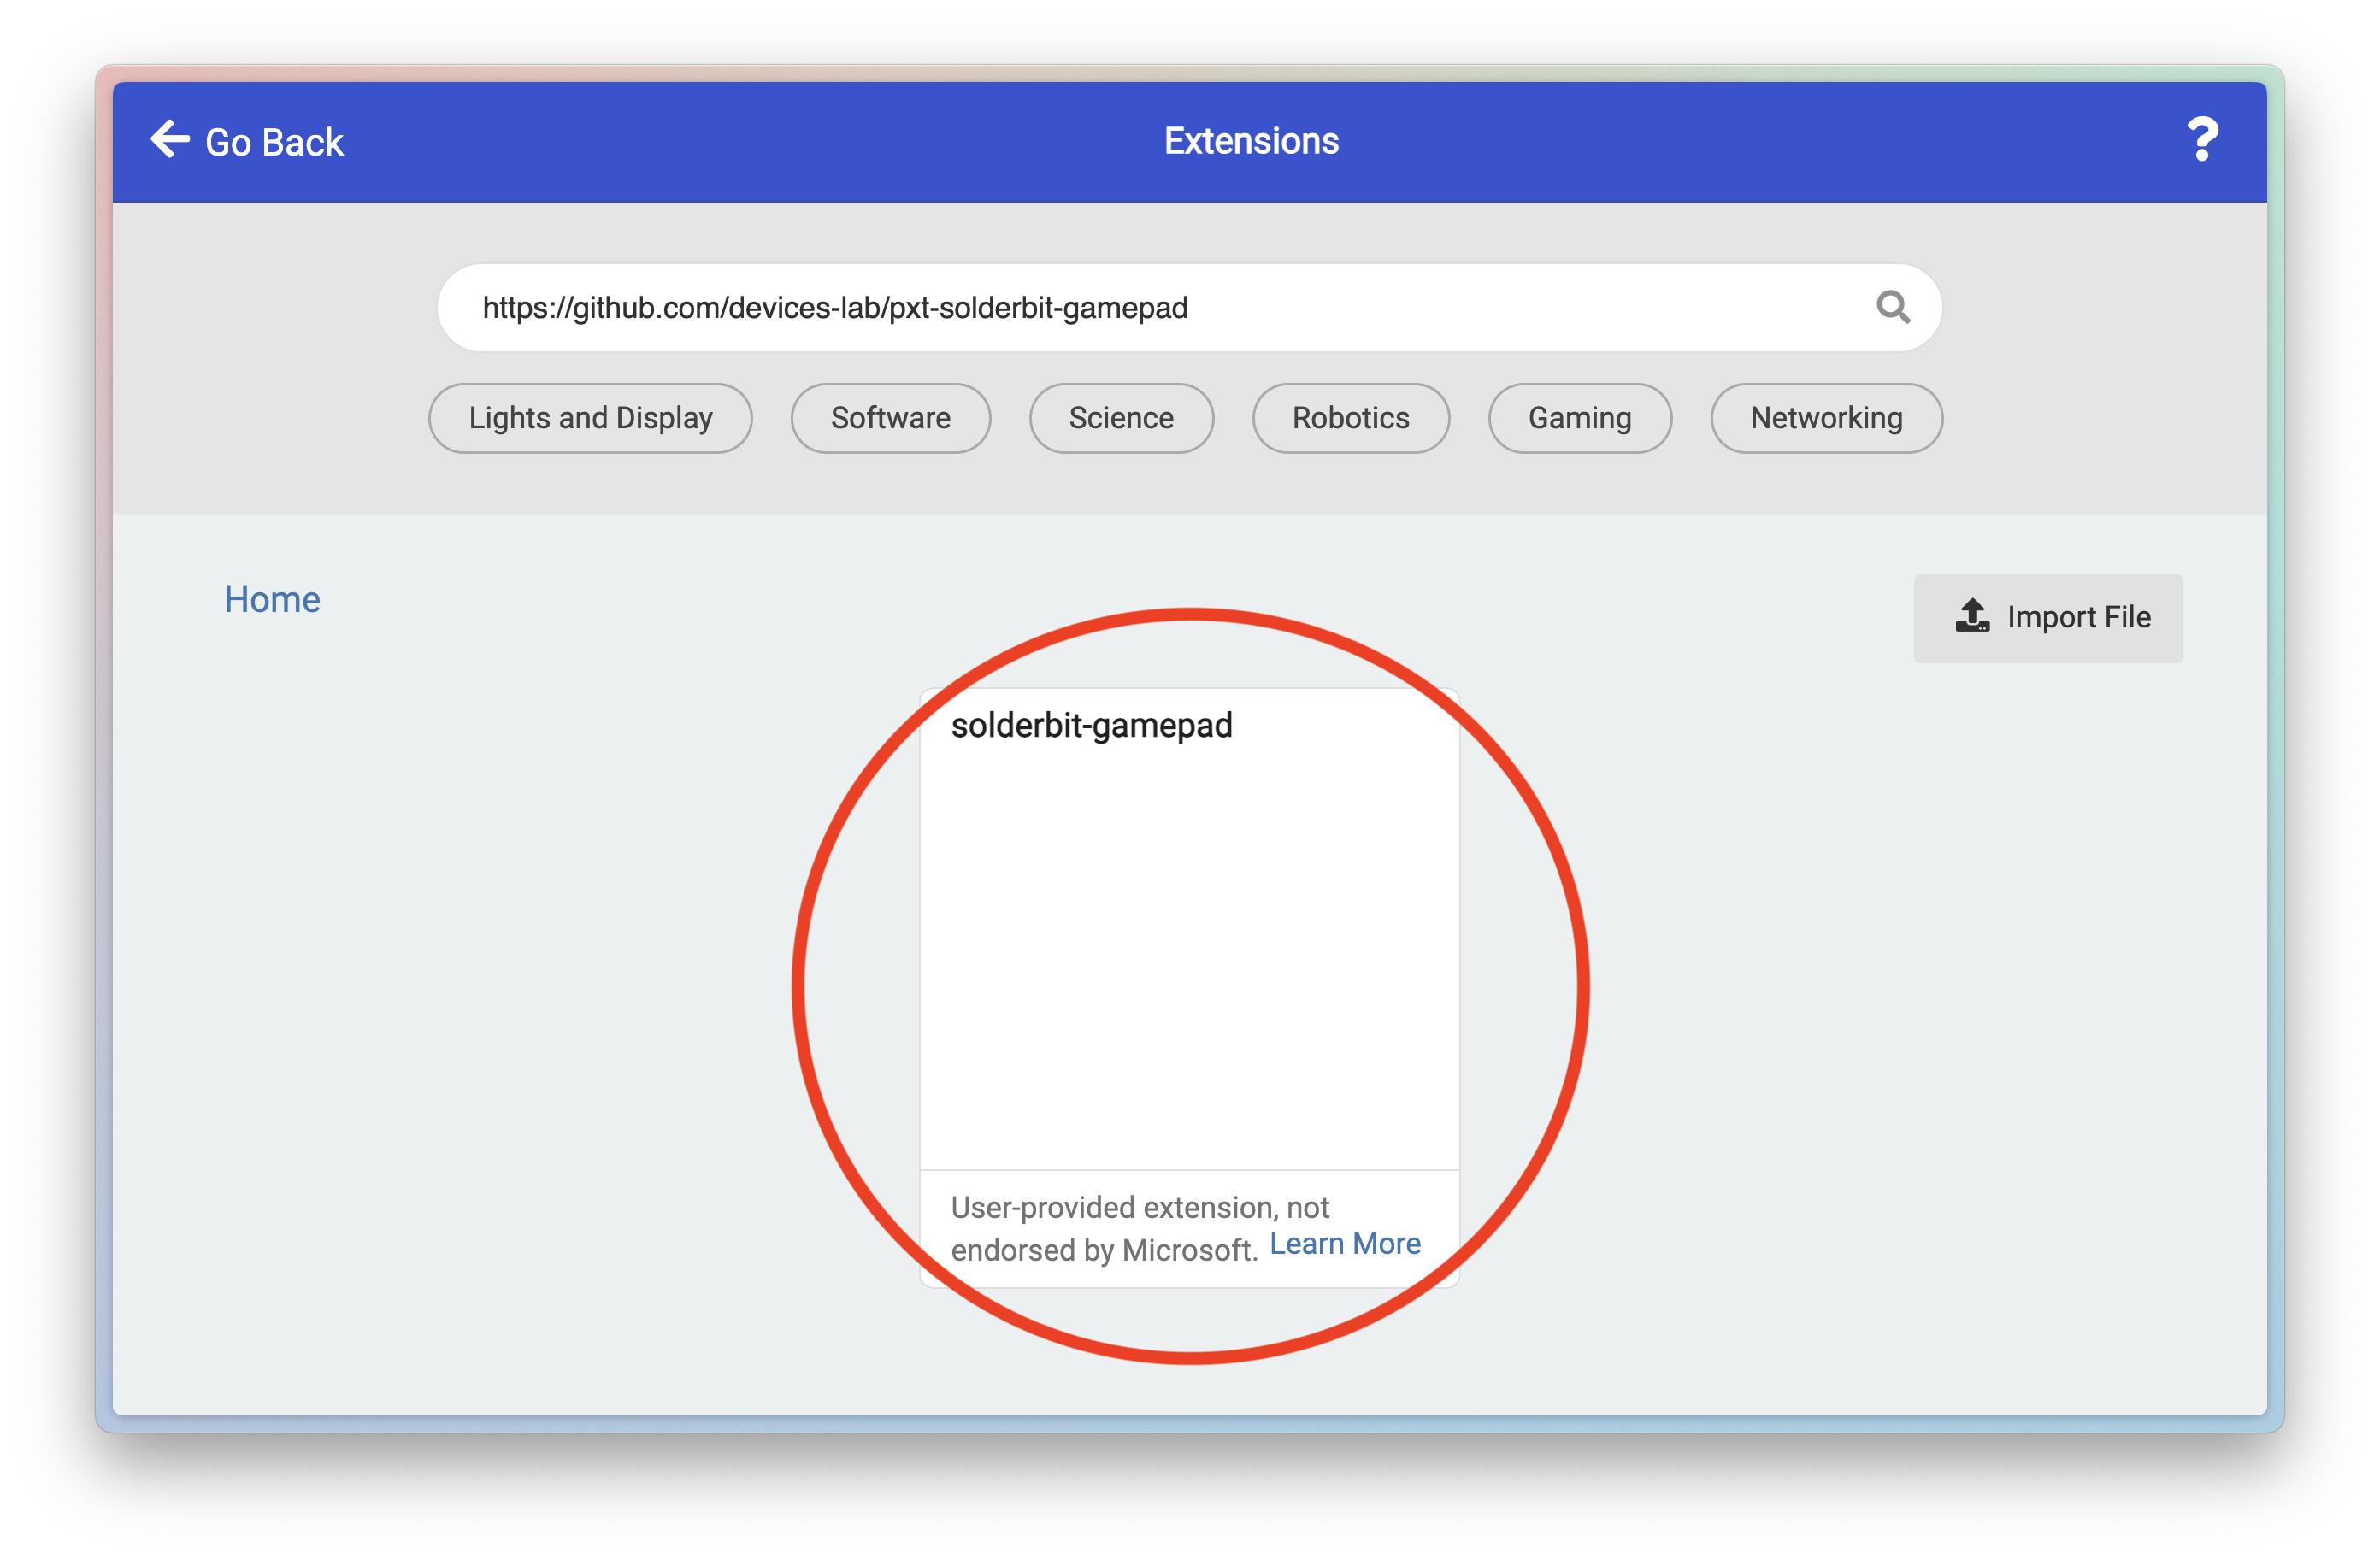 Go Back
Extensions
?
https://github.com/devices-lab/pxt-solderbit-gamepad
Lights and Display
Software
Science
Robotics
Gaming
Networking
Home
Import File
solderbit-gamepad
User-provided extension, not
endorsed by Microsoft. Learn More